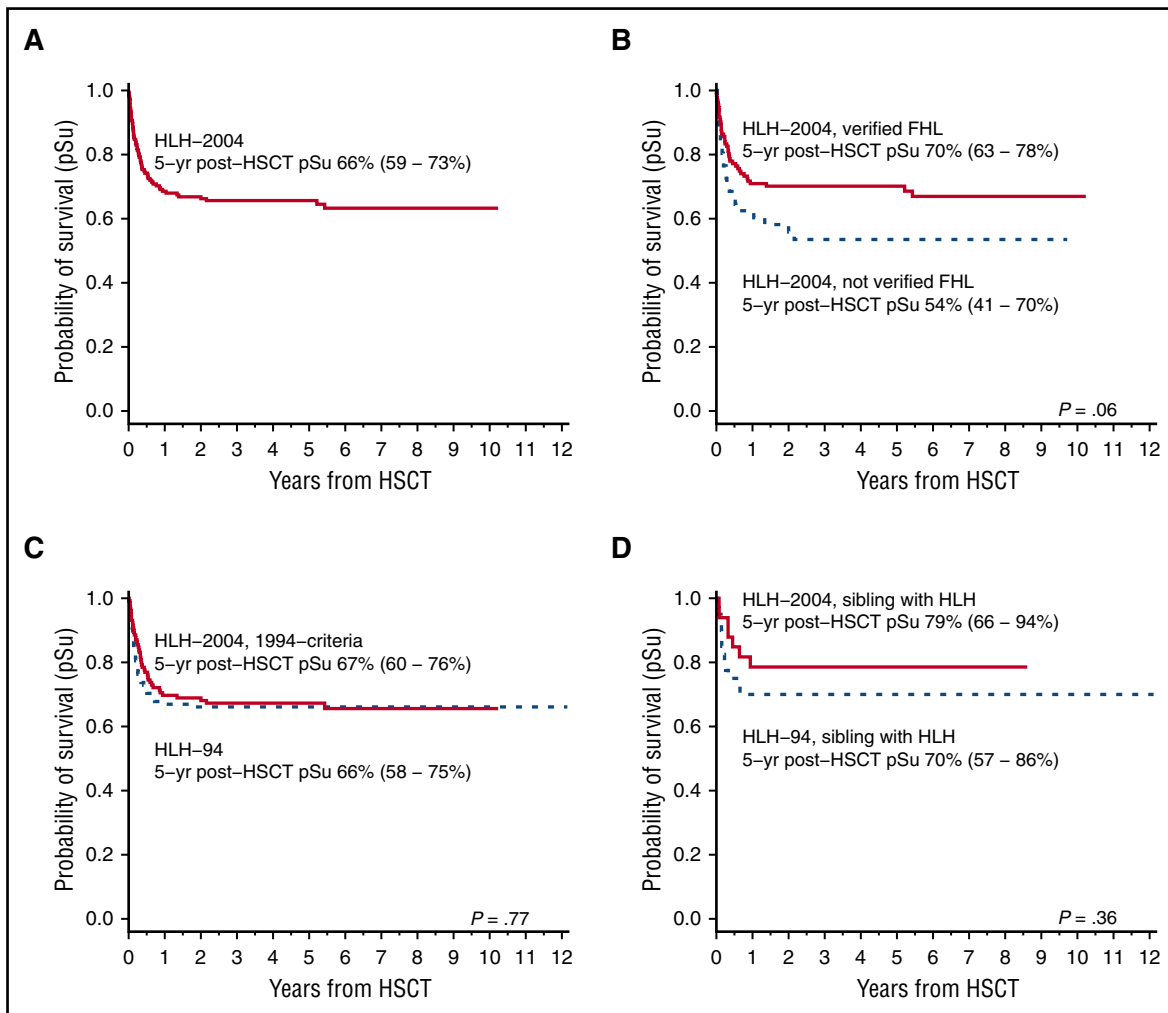 A
Probability of survival (pSu)
1.0
0.8
0.6
0.4
0.2
0.0
HLH–2004
5–yr post–HSCT pSu 66% (59 – 73%)
0 1 2 3 4 5 6 7 8 9 10 11 12
Years from HSCT
B
Probability of survival (pSu)
1.0
0.8
0.6
0.4
0.2
0.0
HLH–2004, verified FHL
5–yr post–HSCT pSu 70% (63 – 78%)
HLH–2004, not verified FHL
5–yr post–HSCT pSu 54% (41 – 70%)
P = .06
0 1 2 3 4 5 6 7 8 9 10 11 12
Years from HSCT
C
Probability of survival (pSu)
1.0
0.8
0.6
0.4
0.2
0.0
HLH–2004, 1994–criteria
5–yr post–HSCT pSu 67% (60 – 76%)
HLH–94
5–yr post–HSCT pSu 66% (58 – 75%)
P = .77
0 1 2 3 4 5 6 7 8 9 10 11 12
Years from HSCT
D
Probability of survival (pSu)
1.0
0.8
0.6
0.4
0.2
0.0
HLH–2004, sibling with HLH
5–yr post–HSCT pSu 79% (66 – 94%)
HLH–94, sibling with HLH
5–yr post–HSCT pSu 70% (57 – 86%)
P = .36
0 1 2 3 4 5 6 7 8 9 10 11 12
Years from HSCT